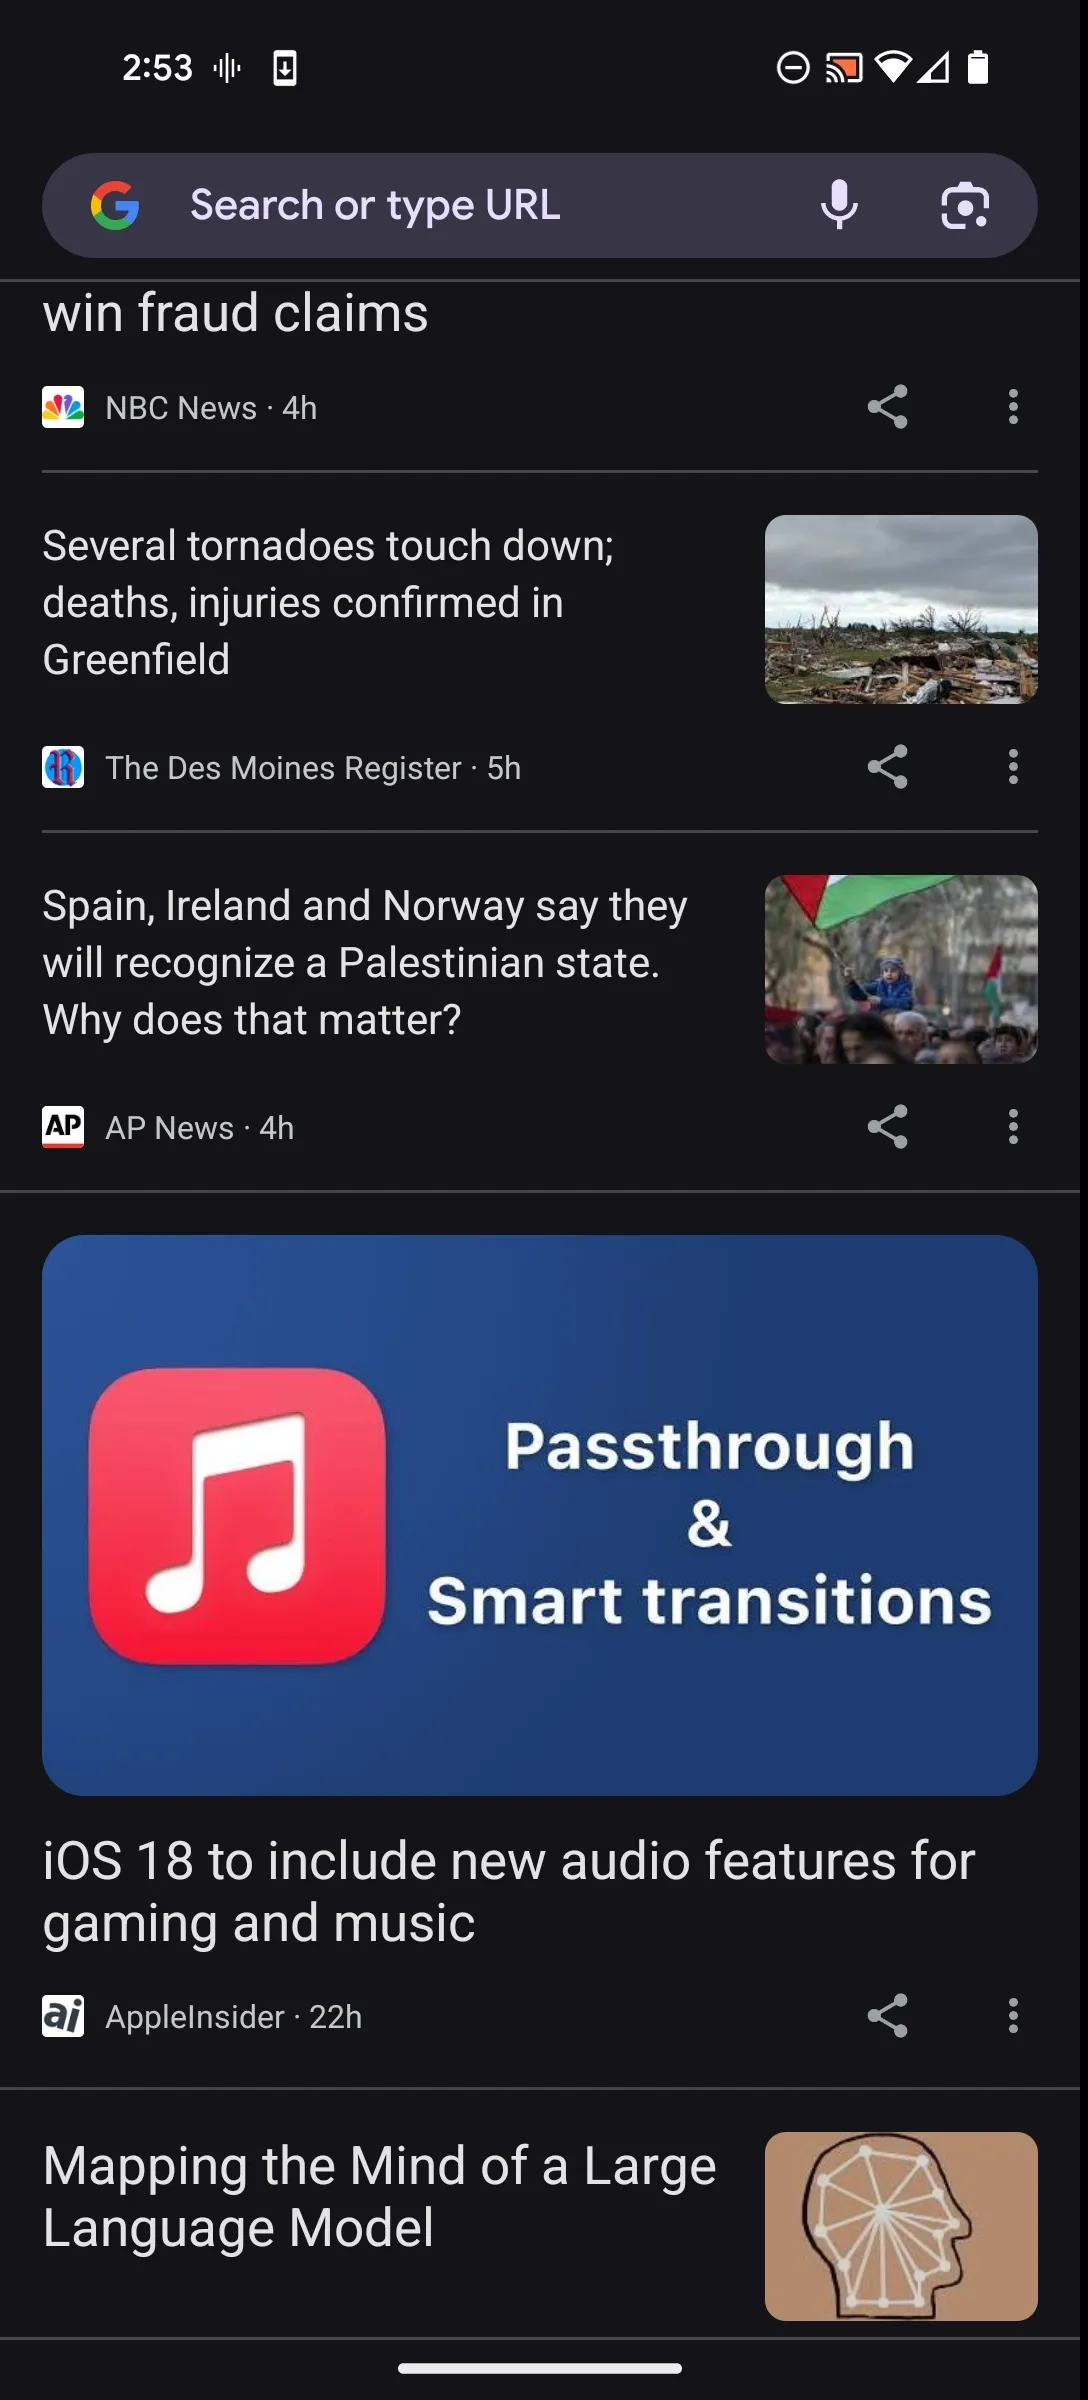 2:53
Search or type URL
win fraud claims
NBC News · 4h
Several tornadoes touch down;
deaths, injuries confirmed in
Greenfield
The Des Moines Register · 5h
Spain, Ireland and Norway say they
will recognize a Palestinian state.
Why does that matter?
AP
AP News · 4h
Passthrough
&
Smart transitions
iOS 18 to include new audio features for
gaming and music
ai
AppleInsider · 22h
Mapping the Mind of a Large
Language Model